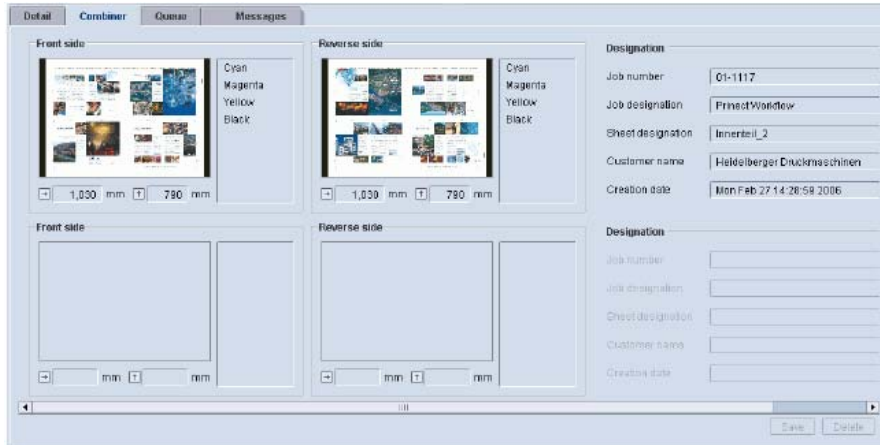 Detail Combiner Queue Messages
Front side
Cyan
Magenta
Yellow
Black
1,030 mm 790 mm
Reverse side
Cyan
Magenta
Yellow
Black
1,030 mm 790 mm
Designation
Job number 01-1117
Job designation Prinect Workflow
Sheet designation Innenteil_2
Customer name Heidelberger Druckmaschinen
Creation date Mon Feb 27 14:28:59 2006
Front side
mm mm
Reverse side
mm mm
Designation
Job number
Job designation
Sheet designation
Customer name
Creation date
Save Delete